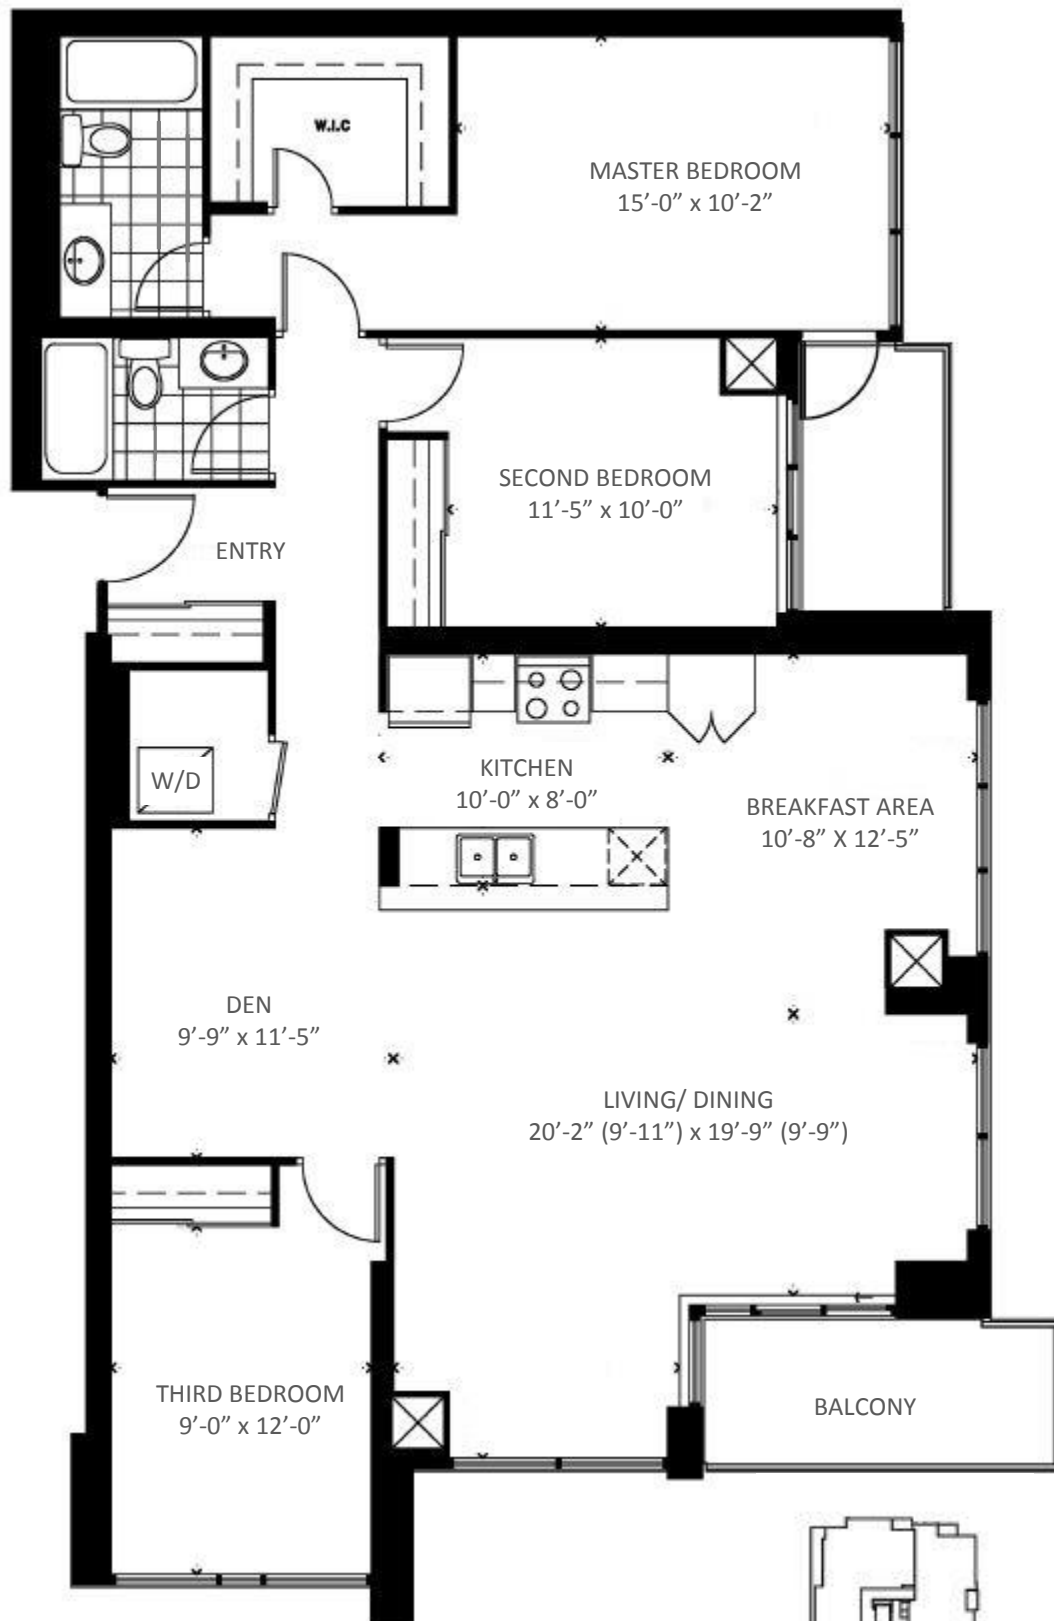 W.I.C
MASTER BEDROOM
15’-0” x 10’-2”
SECOND BEDROOM
11’-5” x 10’-0”
ENTRY
W/D
KITCHEN
10’-0” x 8’-0”
BREAKFAST AREA
10’-8” X 12’-5”
DEN
9’-9” x 11’-5”
LIVING/ DINING
20’-2” (9’-11”) x 19’-9” (9’-9”)
THIRD BEDROOM
9’-0” x 12’-0”
BALCONY